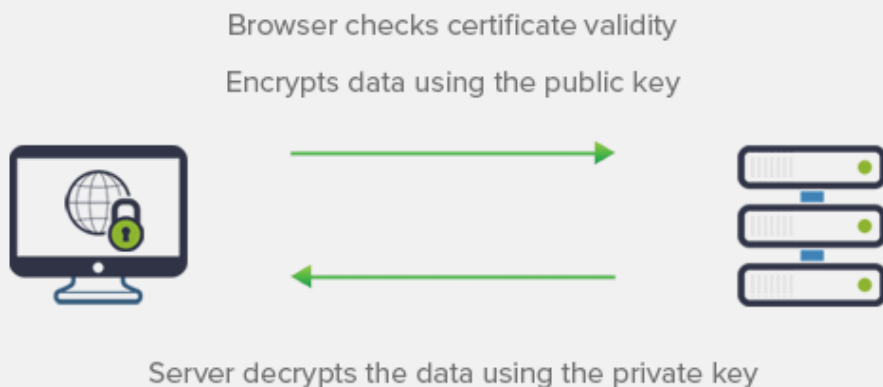 Browser checks certificate validity
Encrypts data using the public key
Server decrypts the data using the private key